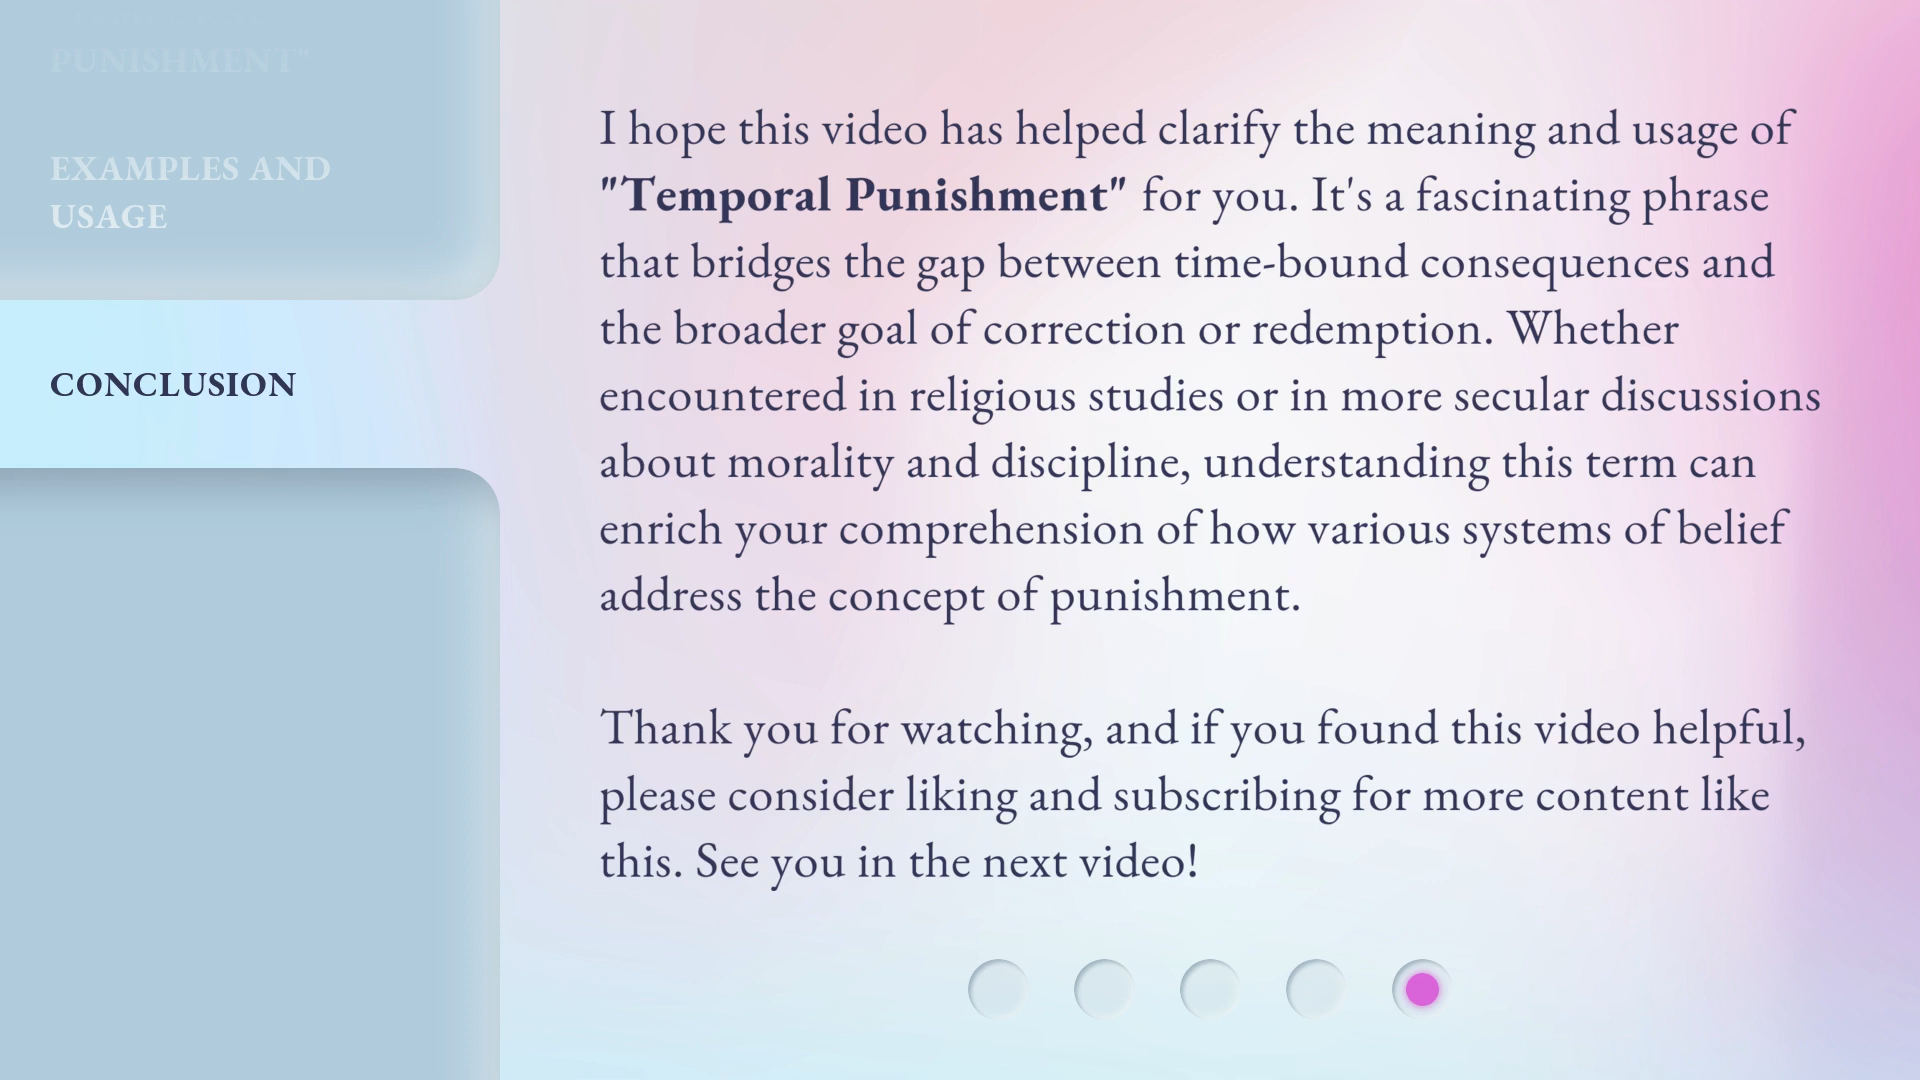 PUNISHMENT"
EXAMPLES AND
USAGE
CONCLUSION
I hope this video has helped clarify the meaning and usage of
"Temporal Punishment" for you. It's a fascinating phrase
that bridges the gap between time-bound consequences and
the broader goal of correction or redemption. Whether
encountered in religious studies or in more secular discussions
about morality and discipline, understanding this term can
enrich your comprehension of how various systems of belief
address the concept of punishment.
Thank you for watching, and if you found this video helpful,
please consider liking and subscribing for more content like
this. See you in the next video!